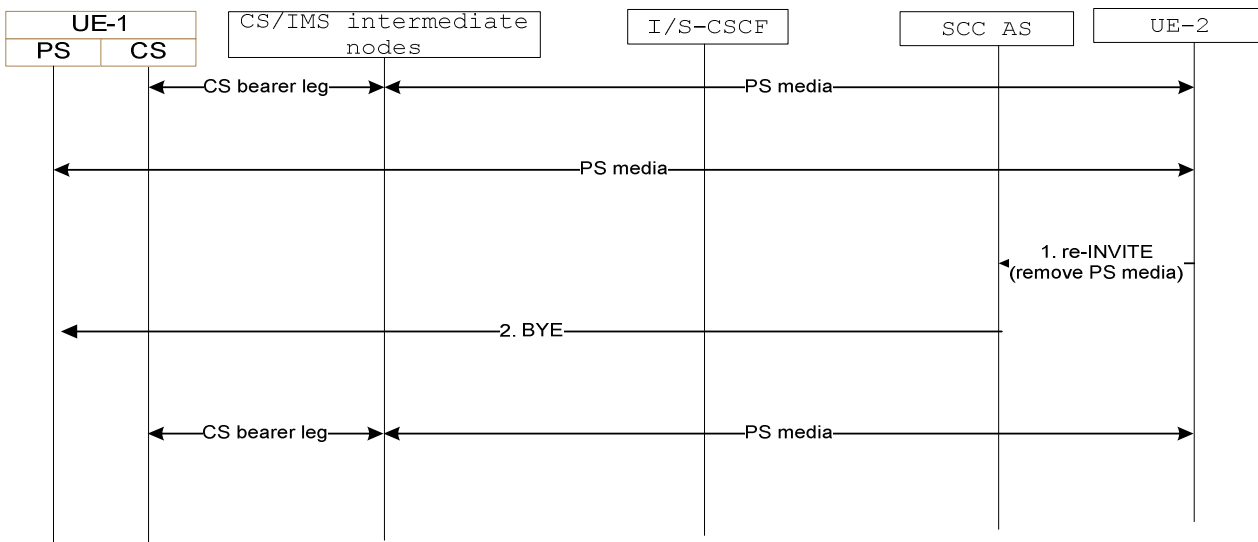 UE-1
PS
CS
CS/IMS intermediate
nodes
I/S-CSCF
SCC AS
UE-2
CS bearer leg
PS media
PS media
1. re-INVITE
(remove PS media)
2. BYE
CS bearer leg
PS media